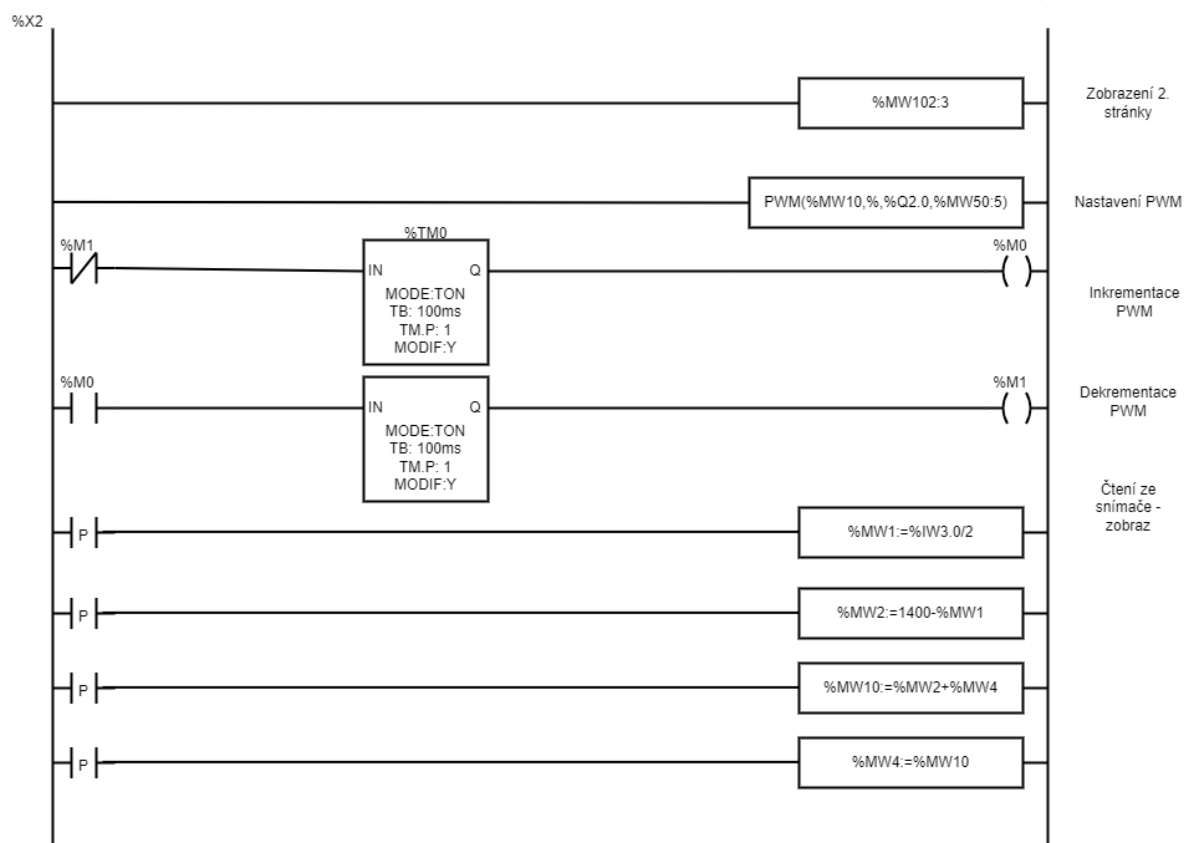 %X2
%MW102:3
Zobrazení 2.
stránky
PWM(%MW10,%,%Q2.0,%MW50:5)
Nastavení PWM
%M1
%TM0
%M0
IN
Q
MODE:TON
TB: 100ms
TM.P: 1
MODIF:Y
Inkrementace
PWM
%M0
%M1
IN
Q
MODE:TON
TB: 100ms
TM.P: 1
MODIF:Y
Dekrementace
PWM
P
%MW1:=%IW3.0/2
Čtení ze
snímače -
zobraz
P
%MW2:=1400-%MW1
P
%MW10:=%MW2+%MW4
P
%MW4:=%MW10